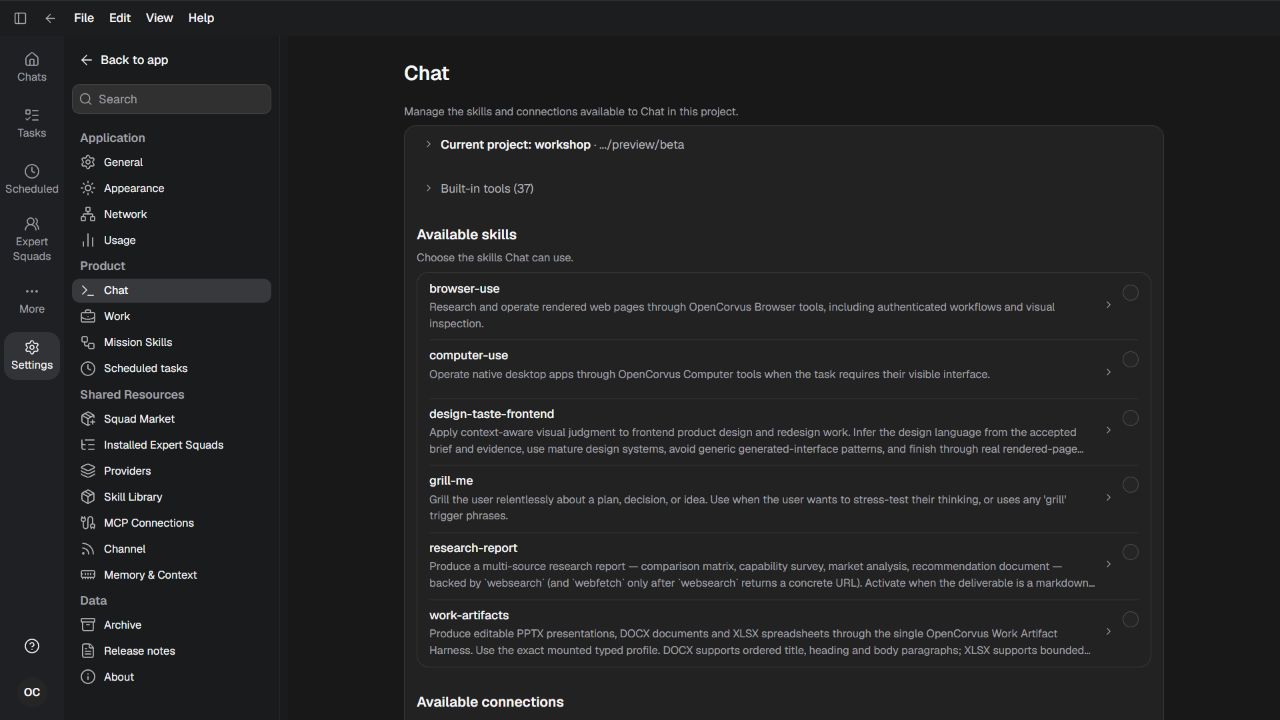 File Edit View Help
Chats
Tasks
Scheduled
Expert
Squads
More
Settings
OC
Back to app
Search
Application
General
Appearance
Network
Usage
Product
Chat
Work
Mission Skills
Scheduled tasks
Shared Resources
Squad Market
Installed Expert Squads
Providers
Skill Library
MCP Connections
Channel
Memory & Context
Data
Archive
Release notes
About
Chat
Manage the skills and connections available to Chat in this project.
Current project: workshop · .../preview/beta
Built-in tools (37)
Available skills
Choose the skills Chat can use.
browser-use
Research and operate rendered web pages through OpenCorvus Browser tools, including authenticated workflows and visual
inspection.
computer-use
Operate native desktop apps through OpenCorvus Computer tools when the task requires their visible interface.
design-taste-frontend
Apply context-aware visual judgment to frontend product design and redesign work. Infer the design language from the accepted
brief and evidence, use mature design systems, avoid generic generated-interface patterns, and finish through real rendered-page...
grill-me
Grill the user relentlessly about a plan, decision, or idea. Use when the user wants to stress-test their thinking, or uses any 'grill'
trigger phrases.
research-report
Produce a multi-source research report — comparison matrix, capability survey, market analysis, recommendation document —
backed by `websearch` (and `webfetch` only after `websearch` returns a concrete URL). Activate when the deliverable is a markdown...
work-artifacts
Produce editable PPTX presentations, DOCX documents and XLSX spreadsheets through the single OpenCorvus Work Artifact
Harness. Use the exact mounted typed profile. DOCX supports ordered title, heading and body paragraphs; XLSX supports bounded...
Available connections